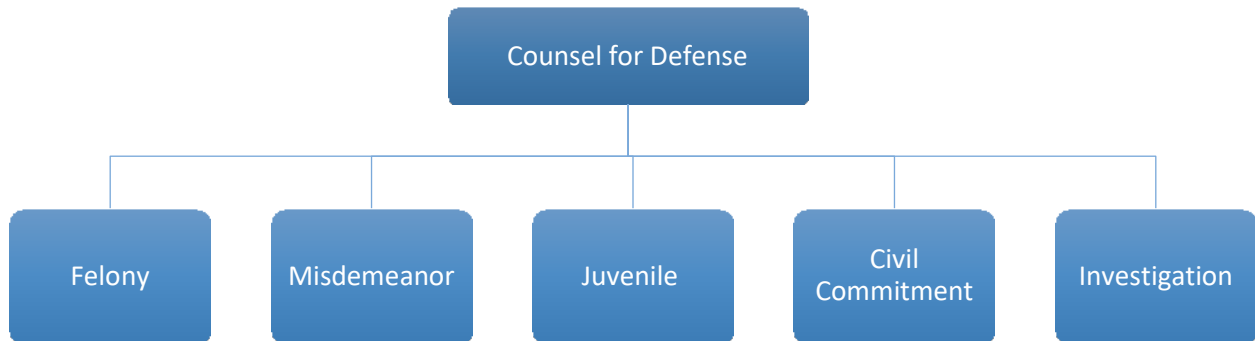 Counsel for Defense
Felony
Misdemeanor
Juvenile
Civil
Commitment
Investigation